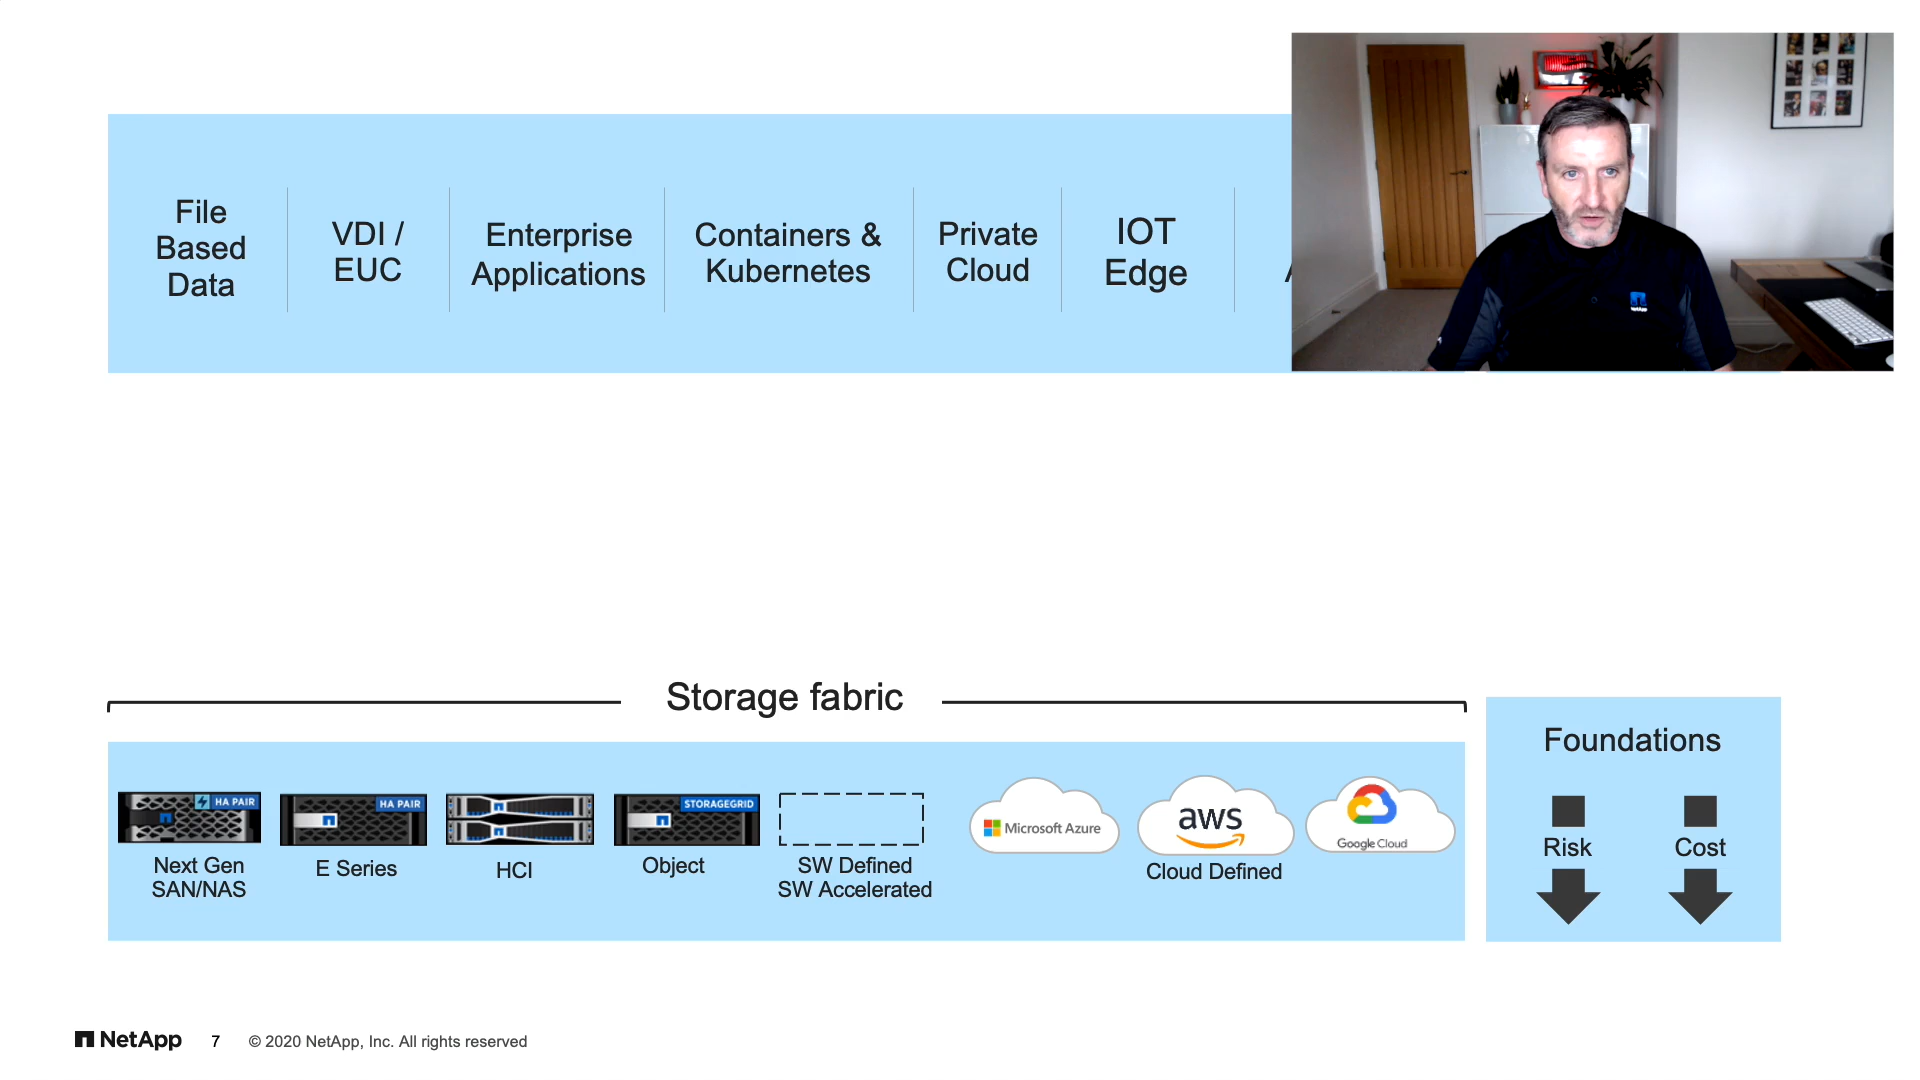 File
Based
Data
VDI /
EUC
Enterprise
Applications
Containers &
Kubernetes
Private
Cloud
IOT
Edge
NetApp
Storage fabric
HA PAIR
HA PAIR
STORAGEGRID
Next Gen
SAN/NAS
E Series
HCI
Object
SW Defined
SW Accelerated
Microsoft Azure
aws
Google Cloud
Cloud Defined
Foundations
Risk
Cost
NetApp
7
© 2020 NetApp, Inc. All rights reserved